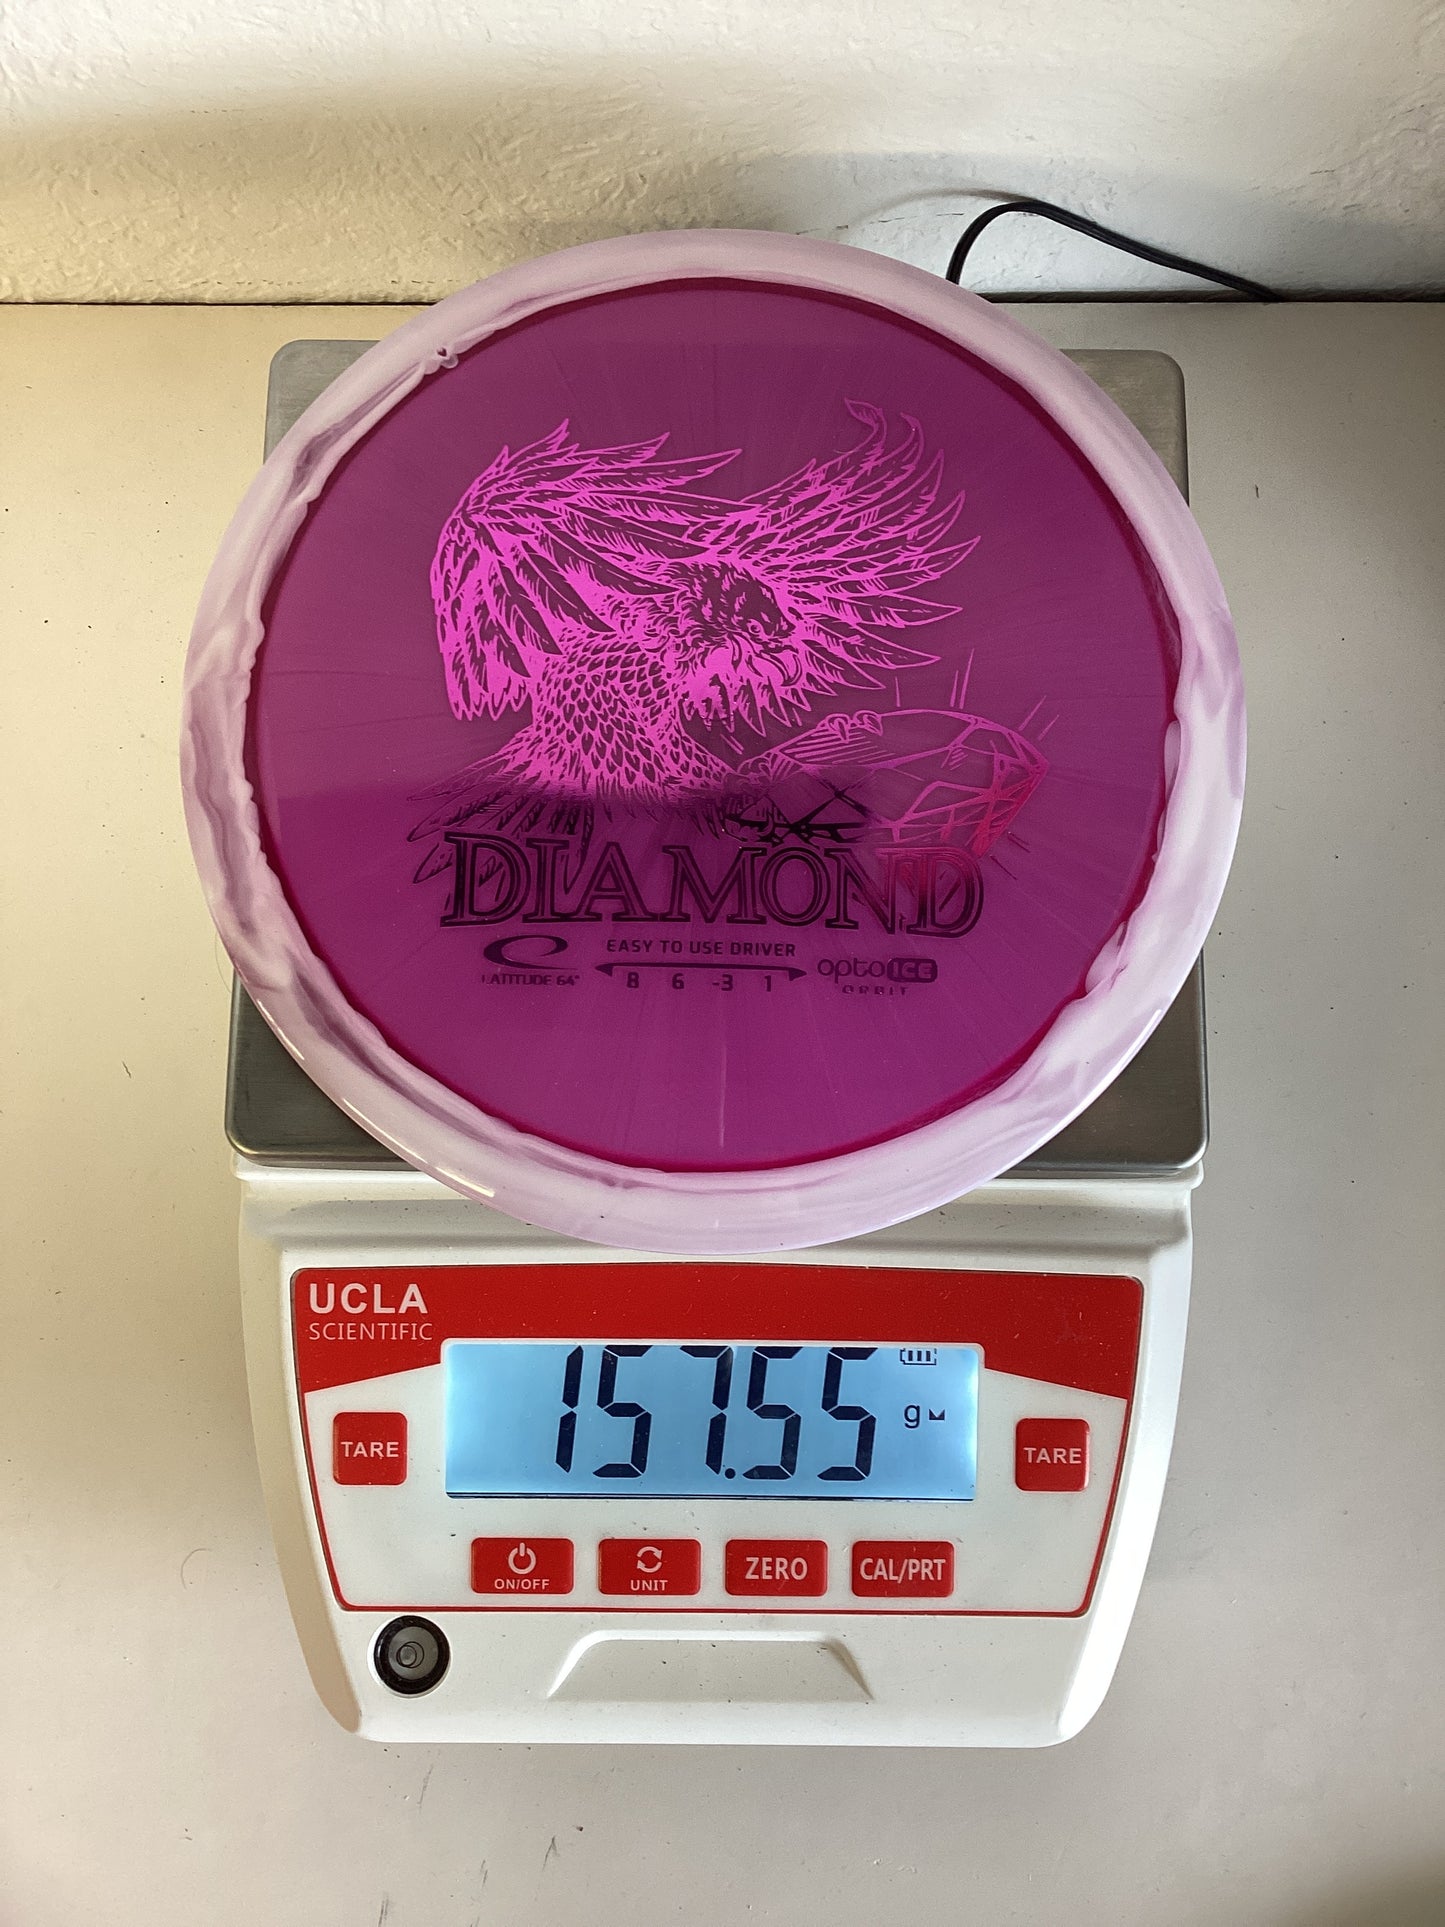 DIAMOND
EASY TO USE DRIVER
LATITUDE 64°
8 6 -3 1
opto ICE
ORBIT
UCLA
SCIENTIFIC
157.55
g
TARE
TARE
ON/OFF
UNIT
ZERO
CAL/PRT